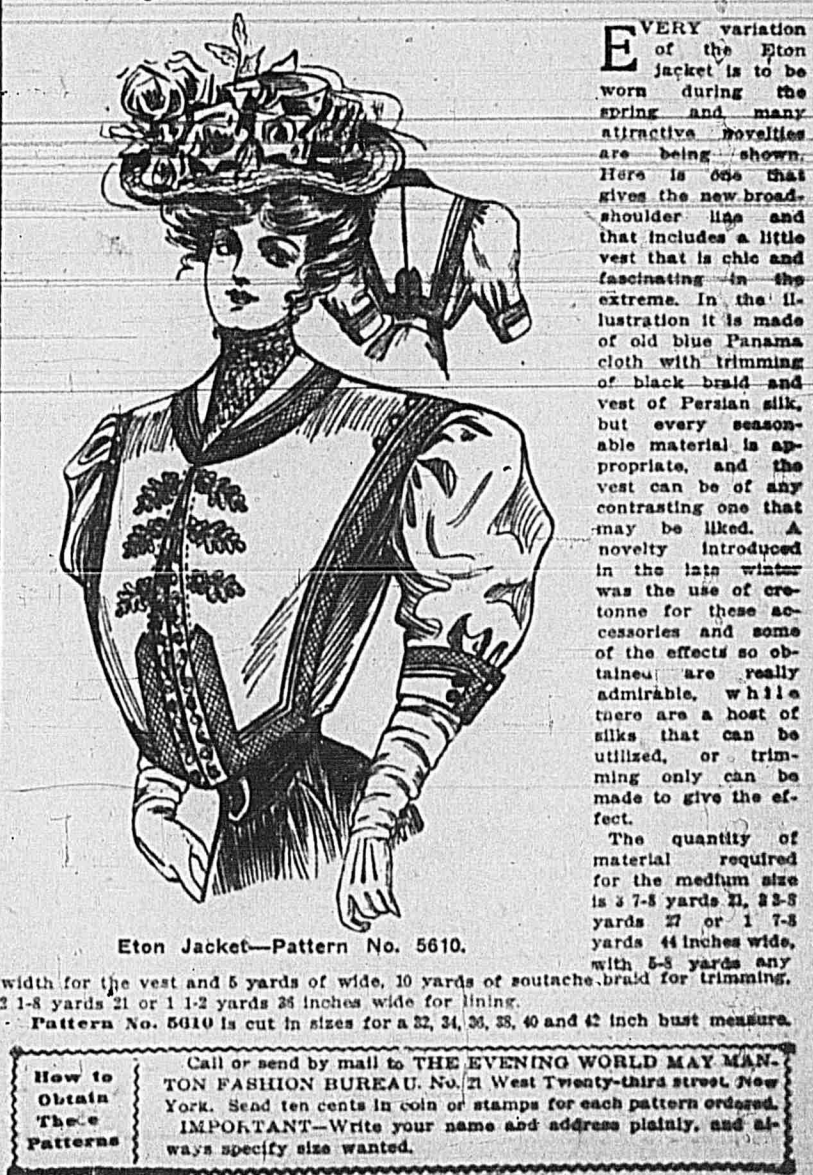 EVERY variation
of the Eton
jacket is to be
worn during the
spring and many
attractive novelties
are being shown.
Here is one that
gives the new broad-
shoulder line and
that includes a little
vest that is chic and
fascinating in the
extreme. In the il-
lustration it is made
of old blue Panama
cloth with trimming
of black braid and
vest of Persian silk,
but every season-
able material is ap-
propriate, and the
vest can be of any
contrasting one that
may be liked. A
novelty introduced
in the late winter
was the use of cre-
tonne for these ac-
cessories and some
of the effects so ob-
tained are really
admirable, while
there are a host of
silks that can be
utilized, or trim-
ming only can be
made to give the ef-
fect.
The quantity of
material required
for the medium size
is 3 7-8 yards 21, 3 3-8
yards 27 or 1 7-8
yards 44 inches wide,
with 5-8 yards any
Eton Jacket—Pattern No. 5610.
width for the vest and 5 yards of wide, 10 yards of soutache braid for trimming,
2 1-8 yards 21 or 1 1-2 yards 36 inches wide for lining.
Pattern No. 5610 is cut in sizes for a 32, 34, 36, 38, 40 and 42 inch bust measure.
How to
Obtain
These
Patterns
Call or send by mail to THE EVENING WORLD MAY MAN-
TON FASHION BUREAU. No. 21 West Twenty-third street, New
York. Send ten cents in coin or stamps for each pattern ordered.
IMPORTANT—Write your name and address plainly, and al-
ways specify size wanted.